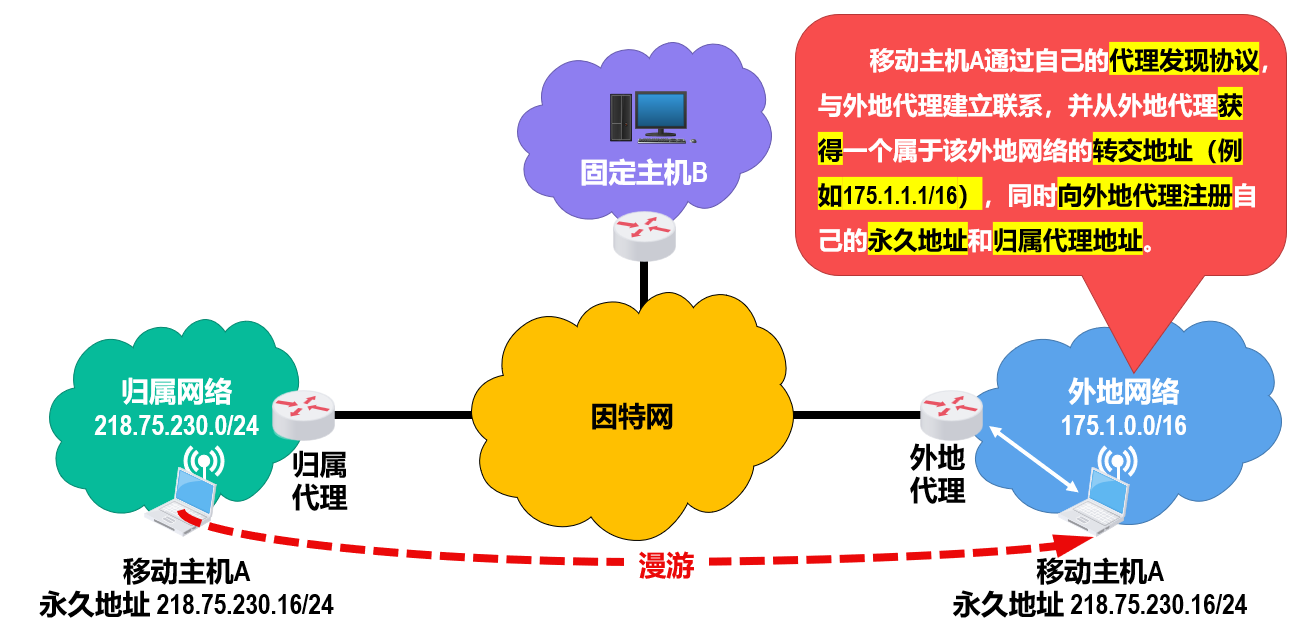 移动主机A通过自己的代理发现协议，
与外地代理建立联系，并从外地代理获
得一个属于该外地网络的转交地址（例
如175.1.1.1/16），同时向外地代理注册自
己的永久地址和归属代理地址。
固定主机B
归属网络
218.75.230.0/24
归属
代理
因特网
外地
代理
外地网络
175.1.0.0/16
漫游
移动主机A
永久地址 218.75.230.16/24
移动主机A
永久地址 218.75.230.16/24